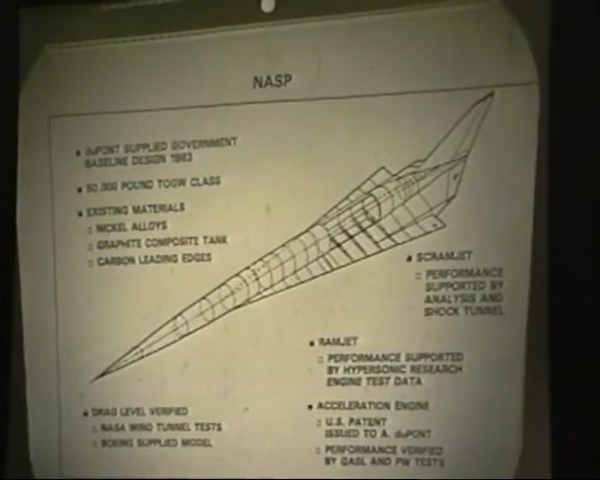 NASP
▪ duPONT SUPPLIED GOVERNMENT
BASELINE DESIGN 1983
▪ 50,000 POUND TOGW CLASS
▪ EXISTING MATERIALS
▫ NICKEL ALLOYS
▫ GRAPHITE COMPOSITE TANK
▫ CARBON LEADING EDGES
▪ SCRAMJET
▫ PERFORMANCE
SUPPORTED BY
ANALYSIS AND
SHOCK TUNNEL
▪ RAMJET
▫ PERFORMANCE SUPPORTED
BY HYPERSONIC RESEARCH
ENGINE TEST DATA
▪ DRAG LEVEL VERIFIED
▫ NASA WIND TUNNEL TESTS
▫ BOEING SUPPLIED MODEL
▪ ACCELERATION ENGINE
▫ U.S. PATENT
ISSUED TO A. duPONT
▫ PERFORMANCE VERIFIED
BY GASL AND PW TESTS